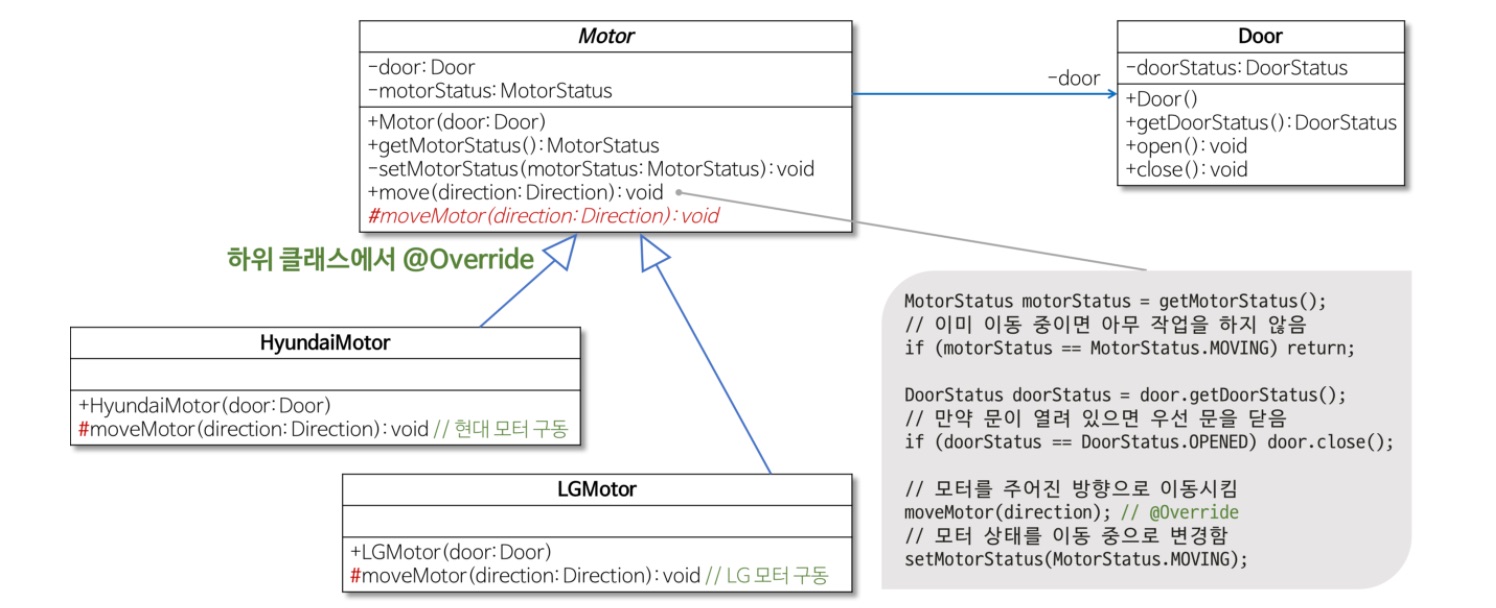 Motor
-door: Door
-motorStatus: MotorStatus
+Motor(door: Door)
+getMotorStatus(): MotorStatus
-setMotorStatus(motorStatus: MotorStatus): void
+move(direction: Direction): void
#moveMotor(direction: Direction): void
-door
Door
-doorStatus: DoorStatus
+Door()
+getDoorStatus(): DoorStatus
+open(): void
+close(): void
하위 클래스에서 @Override
HyundaiMotor
+HyundaiMotor(door: Door)
#moveMotor(direction: Direction): void // 현대 모터 구동
LGMotor
+LGMotor(door: Door)
#moveMotor(direction: Direction): void // LG 모터 구동
MotorStatus motorStatus = getMotorStatus();
// 이미 이동 중이면 아무 작업을 하지 않음
if (motorStatus == MotorStatus.MOVING) return;
DoorStatus doorStatus = door.getDoorStatus();
// 만약 문이 열려 있으면 우선 문을 닫음
if (doorStatus == DoorStatus.OPENED) door.close();
// 모터를 주어진 방향으로 이동시킴
moveMotor(direction); // @Override
// 모터 상태를 이동 중으로 변경함
setMotorStatus(MotorStatus.MOVING);